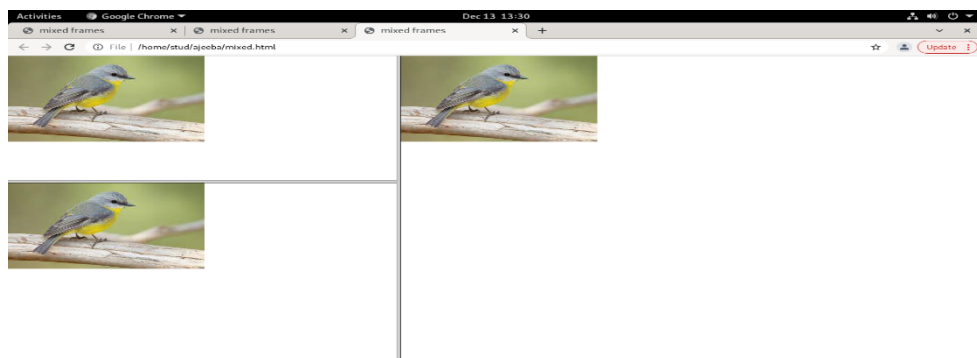 Activities Google Chrome Dec 13 13:30
mixed frames mixed frames mixed frames
File /home/stud/ajeeba/mixed.html Update